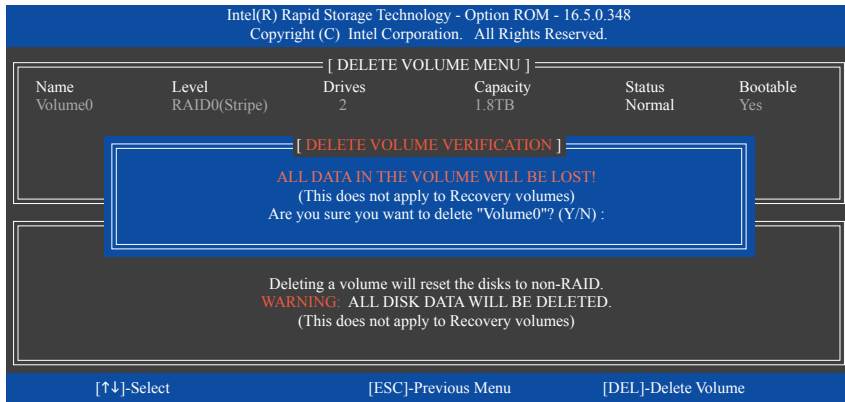 Intel(R) Rapid Storage Technology - Option ROM - 16.5.0.348
Copyright (C) Intel Corporation. All Rights Reserved.
[ DELETE VOLUME MENU ]
Name Level Drives Capacity Status Bootable
Volume0 RAID0(Stripe) 2 1.8TB Normal Yes
[ DELETE VOLUME VERIFICATION ]
ALL DATA IN THE VOLUME WILL BE LOST!
(This does not apply to Recovery volumes)
Are you sure you want to delete "Volume0"? (Y/N) :
Deleting a volume will reset the disks to non-RAID.
WARNING: ALL DISK DATA WILL BE DELETED.
(This does not apply to Recovery volumes)
[↑↓]-Select [ESC]-Previous Menu [DEL]-Delete Volume